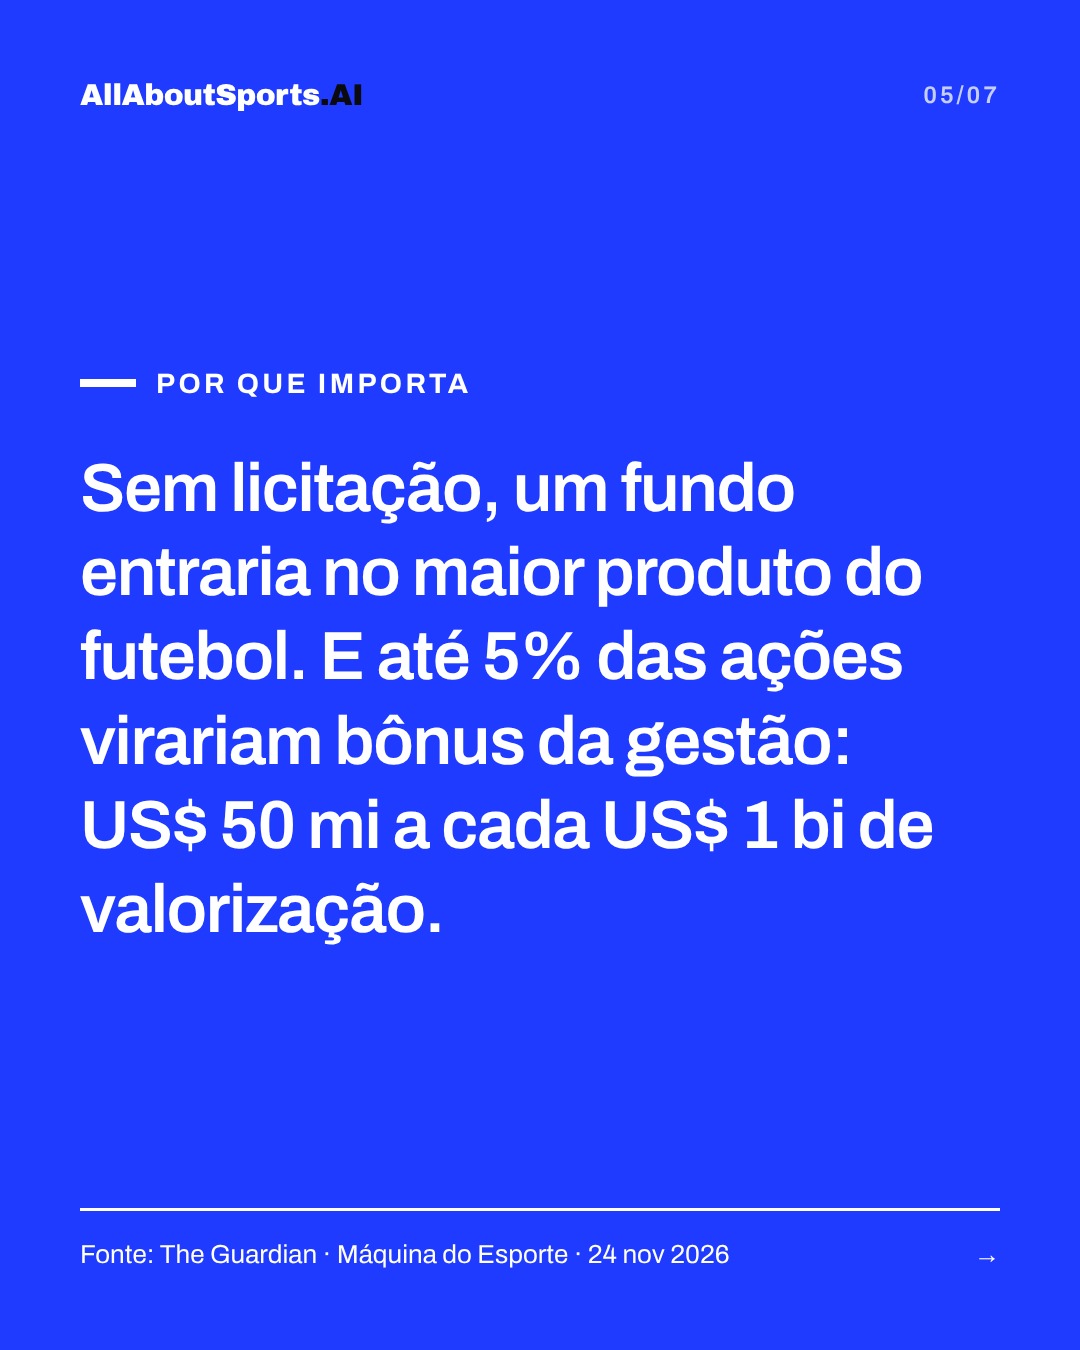 AllAboutSports.AI
05/07
POR QUE IMPORTA
Sem licitação, um fundo
entraria no maior produto do
futebol. E até 5% das ações
virariam bônus da gestão:
US$ 50 mi a cada US$ 1 bi de
valorização.
Fonte: The Guardian · Máquina do Esporte · 24 nov 2026
→